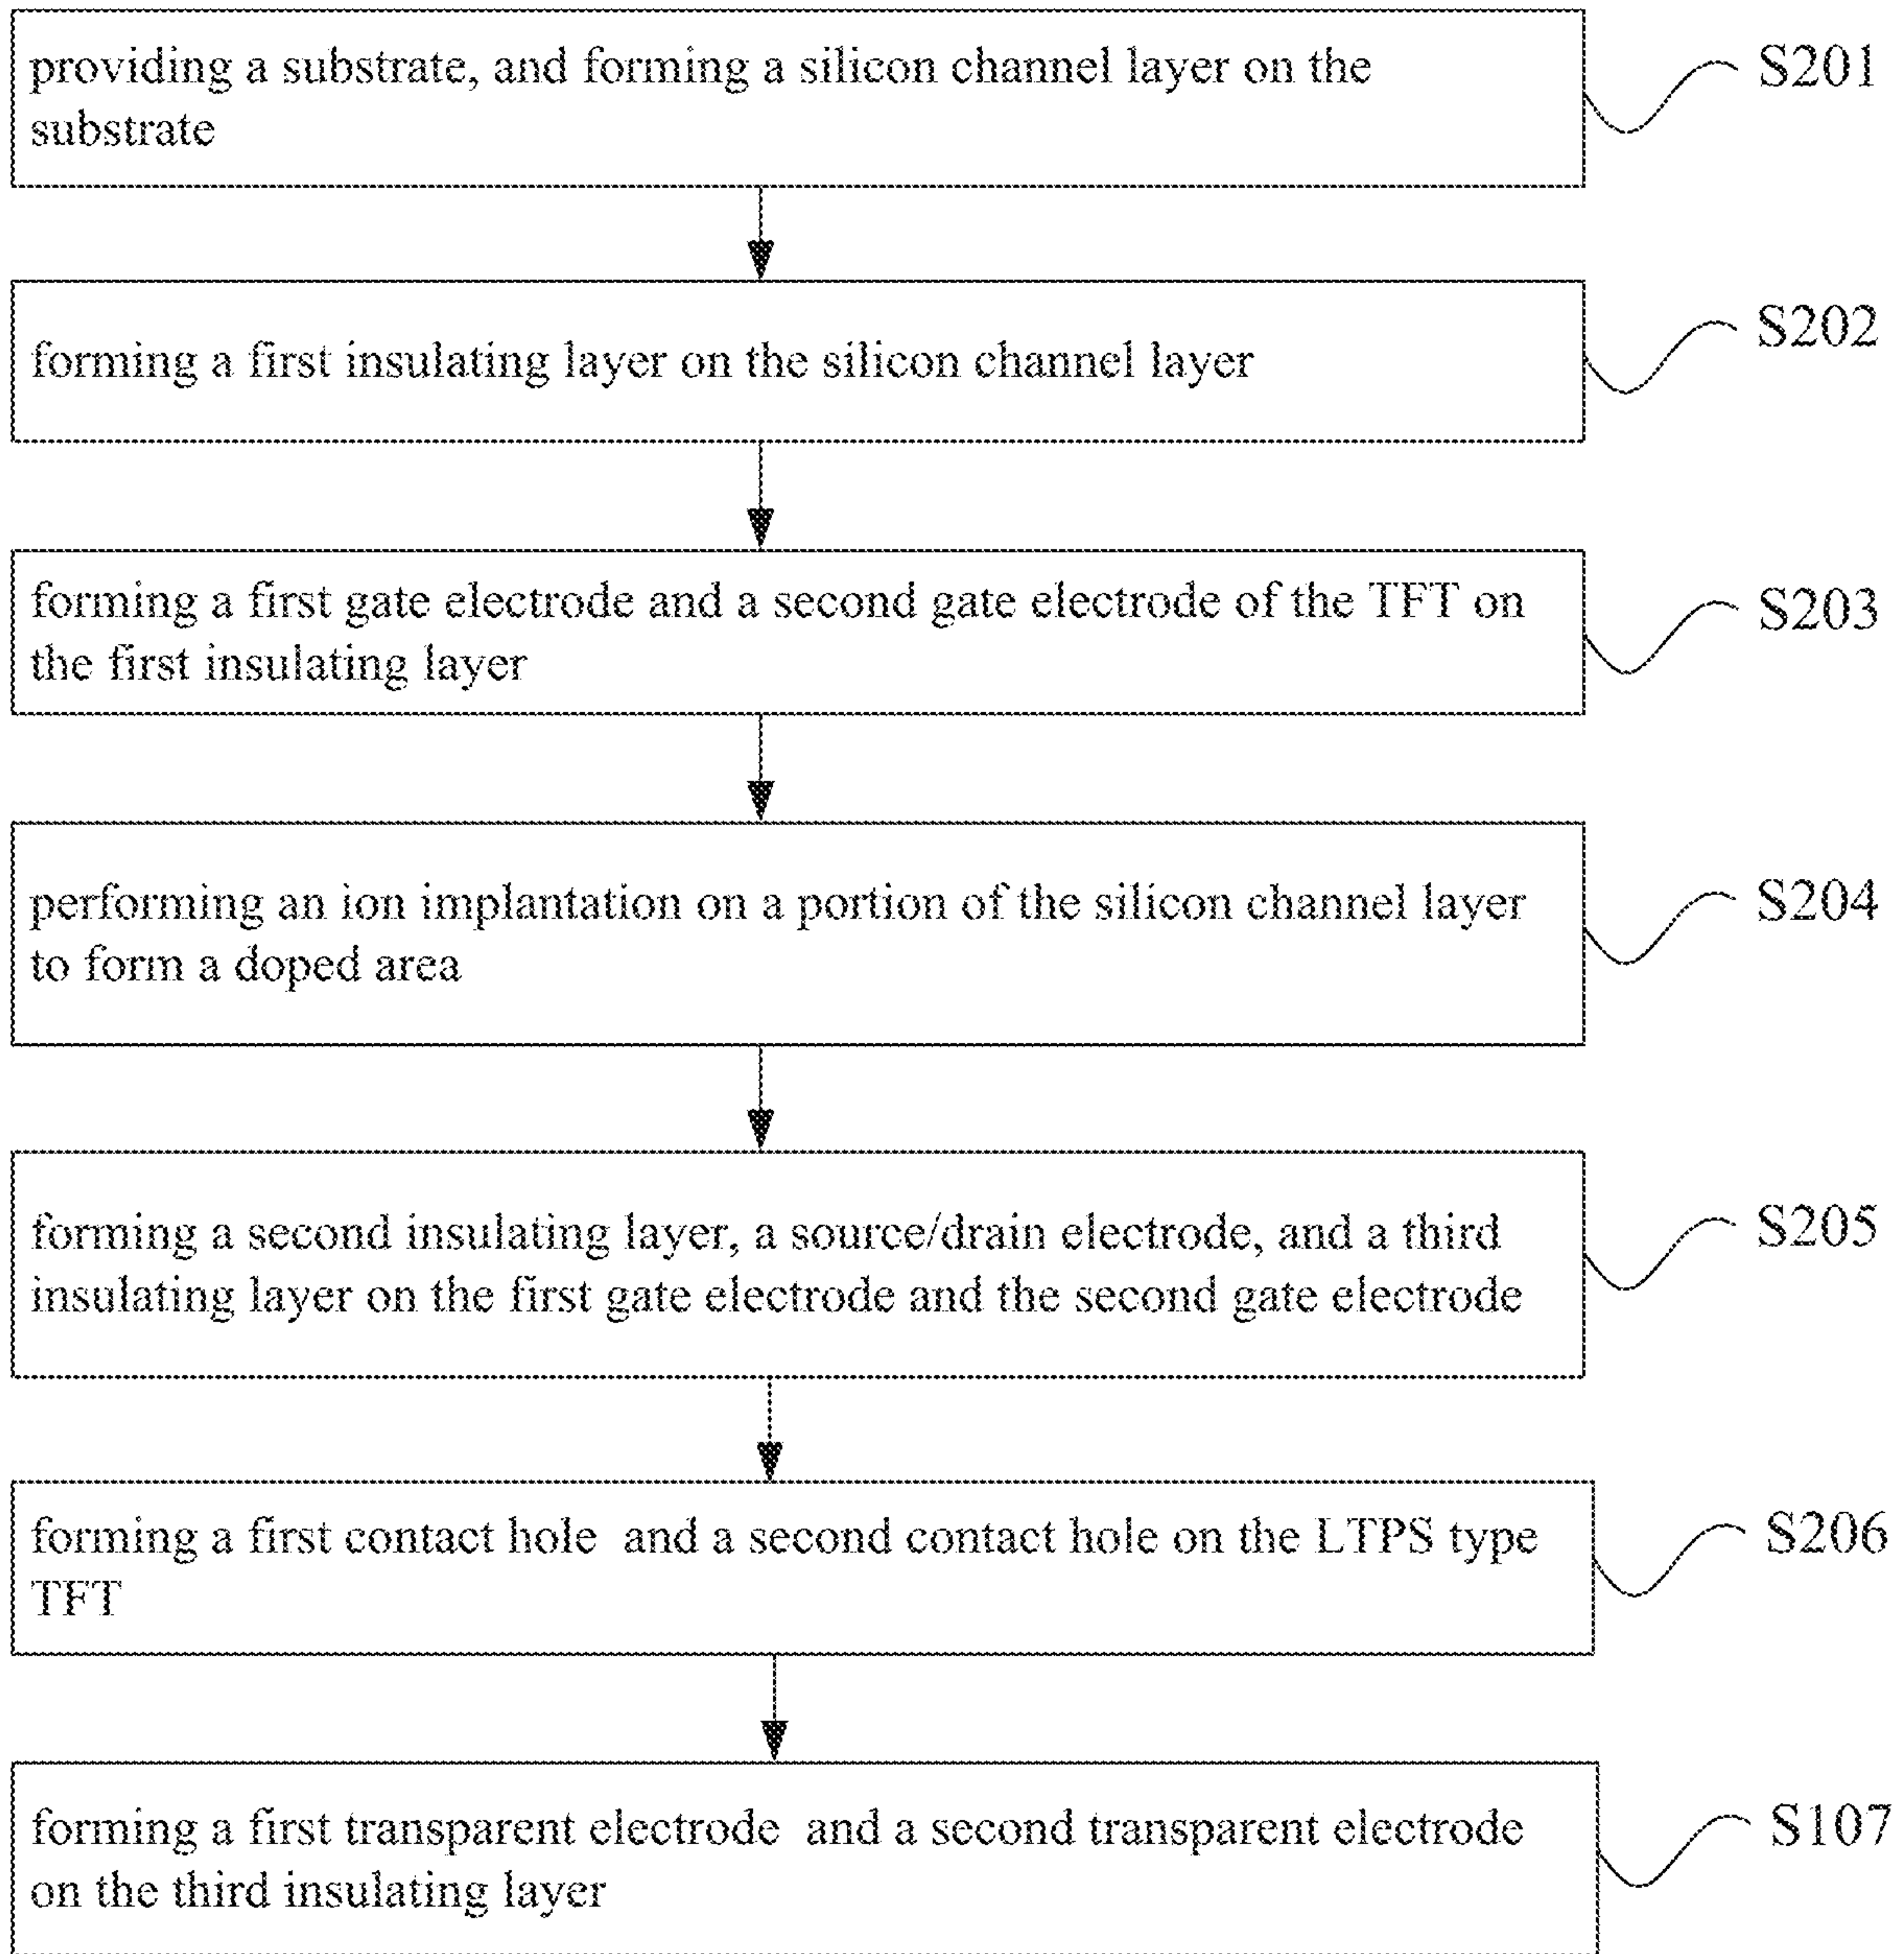 providing a substrate, and forming a silicon channel layer on the
substrate
S201
forming a first insulating layer on the silicon channel layer
S202
forming a first gate electrode and a second gate electrode of the TFT on
the first insulating layer
S203
performing an ion implantation on a portion of the silicon channel layer
to form a doped area
S204
forming a second insulating layer, a source/drain electrode, and a third
insulating layer on the first gate electrode and the second gate electrode
S205
forming a first contact hole and a second contact hole on the LTPS type
TFT
S206
forming a first transparent electrode and a second transparent electrode
on the third insulating layer
S107